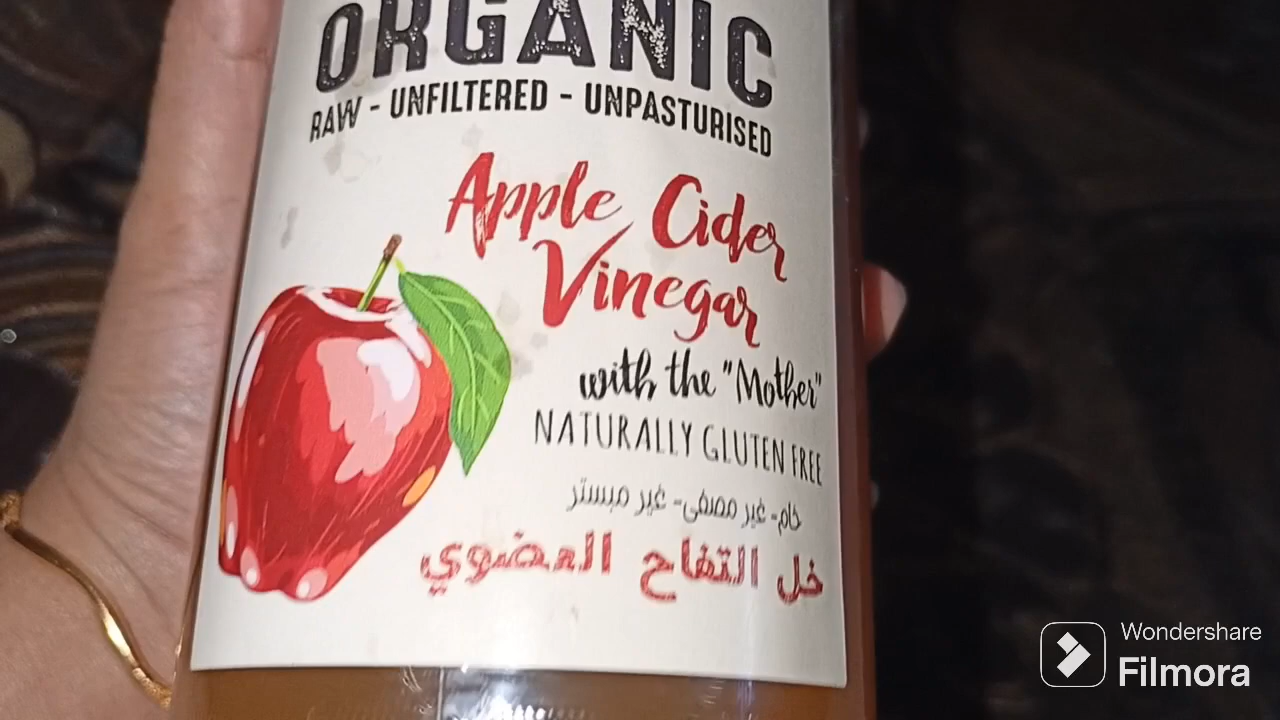 ORGANIC
RAW - UNFILTERED - UNPASTURISED
Apple Cider
Vinegar
with the "Mother"
NATURALLY GLUTEN FREE
خام- غير مصفى- غير مبستر
خل التفاح العضوي
Wondershare
Filmora